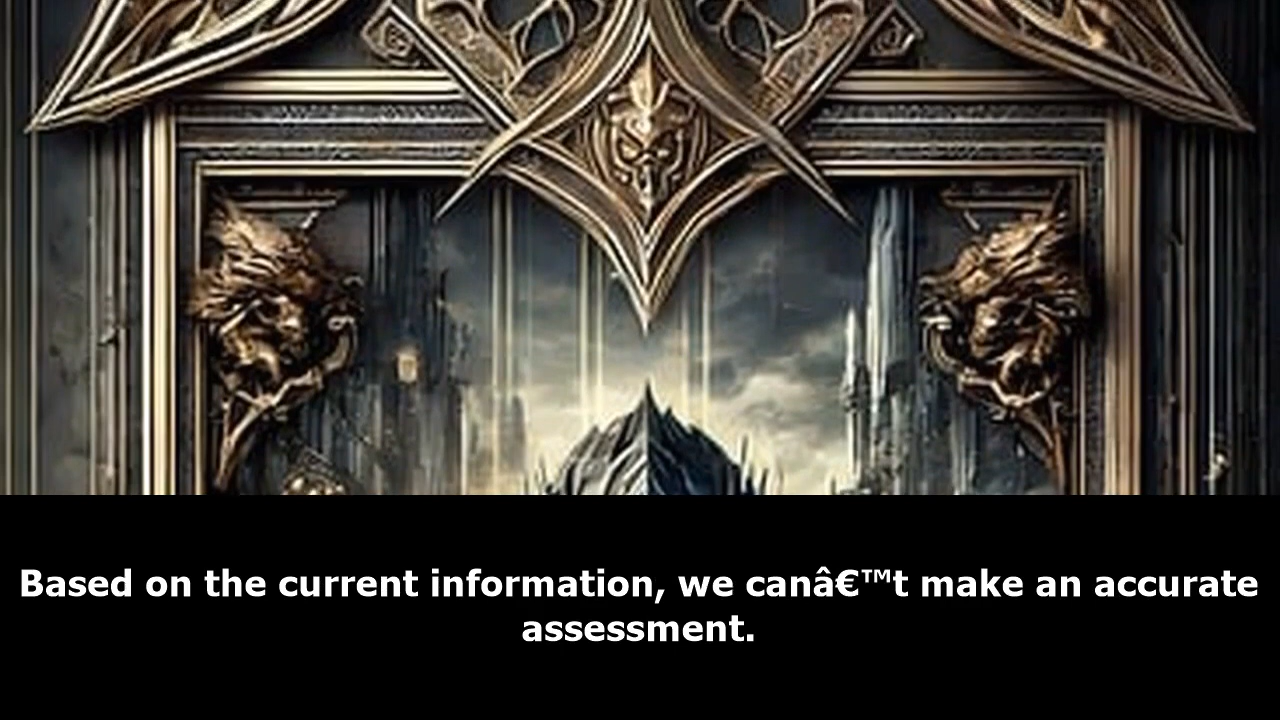 Based on the current information, we canâ€™t make an accurate
assessment.